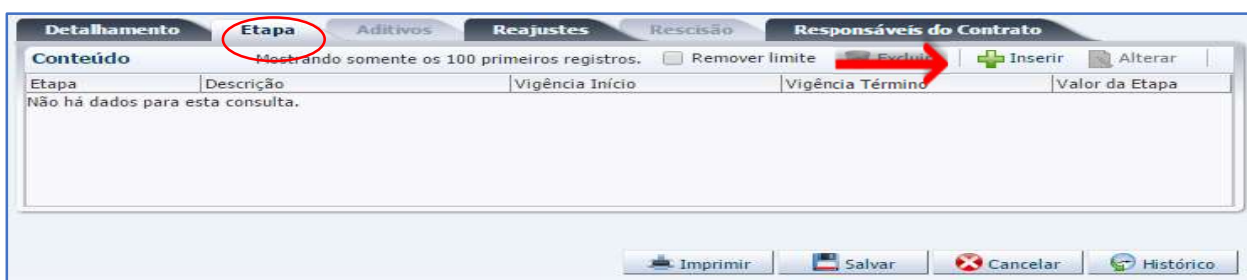 Detalhamento Etapa Aditivos Reajustes Rescisão Responsáveis do Contrato
Conteúdo Mostrando somente os 100 primeiros registros. Remover limite Excluir Inserir Alterar
Etapa Descrição Vigência Início Vigência Término Valor da Etapa
Não há dados para esta consulta.
Imprimir Salvar Cancelar Histórico